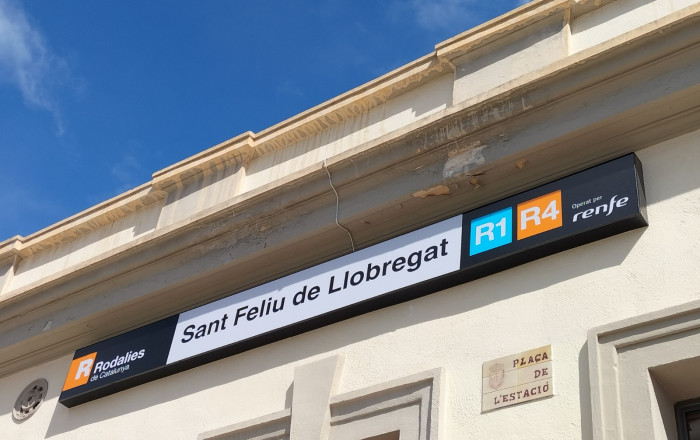 R Rodalies
de Catalunya
Sant Feliu de Llobregat
R1 R4
Operat per
renfe
PLAÇA
DE
L'ESTACIÓ